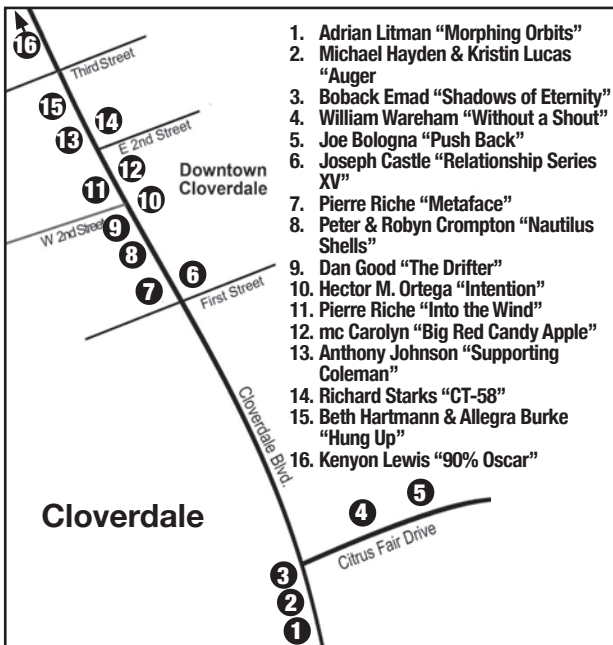 16
Third Street
15
14
13
E 2nd Street
12
Downtown
Cloverdale
11
10
W 2nd Street
9
8
6
7
First Street
Cloverdale Blvd.
Cloverdale
4
5
Citrus Fair Drive
3
2
1
1. Adrian Litman “Morphing Orbits”
2. Michael Hayden & Kristin Lucas
“Auger
3. Boback Emad “Shadows of Eternity”
4. William Wareham “Without a Shout”
5. Joe Bologna “Push Back”
6. Joseph Castle “Relationship Series
XV”
7. Pierre Riche “Metaface”
8. Peter & Robyn Crompton “Nautilus
Shells”
9. Dan Good “The Drifter”
10. Hector M. Ortega “Intention”
11. Pierre Riche “Into the Wind”
12. mc Carolyn “Big Red Candy Apple”
13. Anthony Johnson “Supporting
Coleman”
14. Richard Starks “CT-58”
15. Beth Hartmann & Allegra Burke
“Hung Up”
16. Kenyon Lewis “90% Oscar”